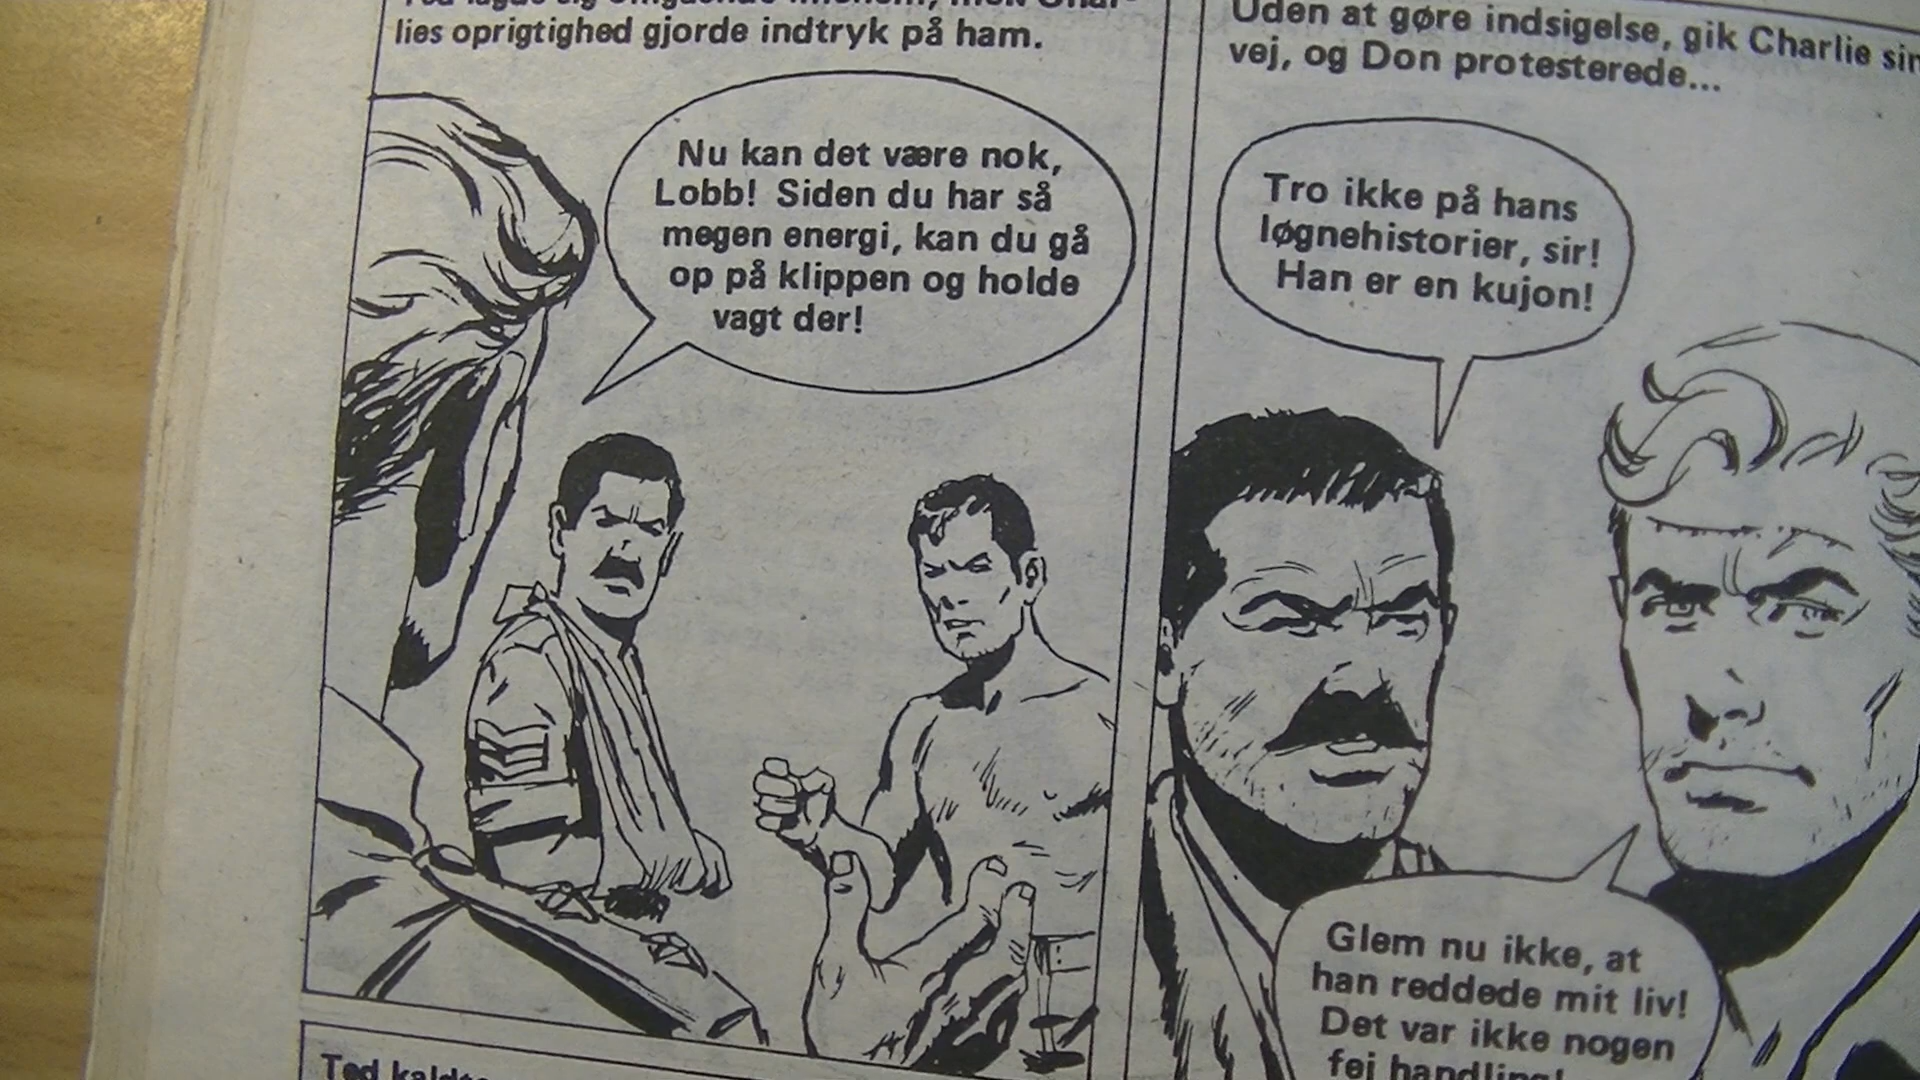 lies oprigtighed gjorde indtryk på ham.
Nu kan det være nok,
Lobb! Siden du har så
megen energi, kan du gå
op på klippen og holde
vagt der!
Uden at gøre indsigelse, gik Charlie sin
vej, og Don protesterede...
Tro ikke på hans
løgnehistorier, sir!
Han er en kujon!
Glem nu ikke, at
han reddede mit liv!
Det var ikke nogen
fej handling!
Ted